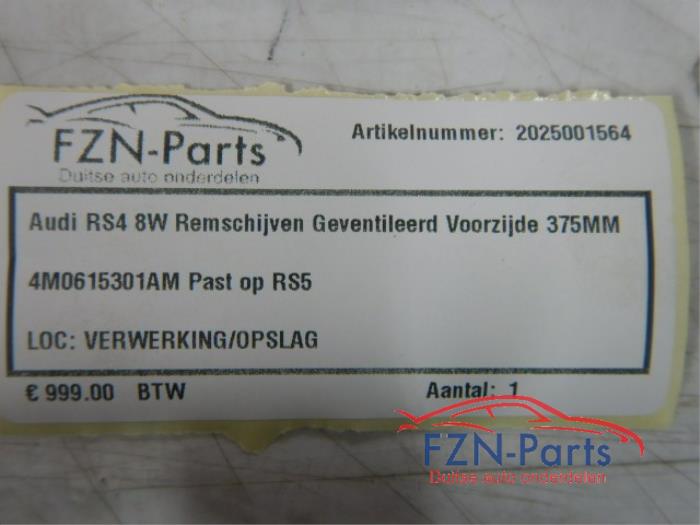 FZN-Parts
Duitse auto onderdelen
Artikelnummer: 2025001564
Audi RS4 8W Remschijven Geventileerd Voorzijde 375MM
4M0615301AM Past op RS5
LOC: VERWERKING/OPSLAG
€ 999.00 BTW
Aantal: 1
FZN-Parts
Duitse auto onderdelen